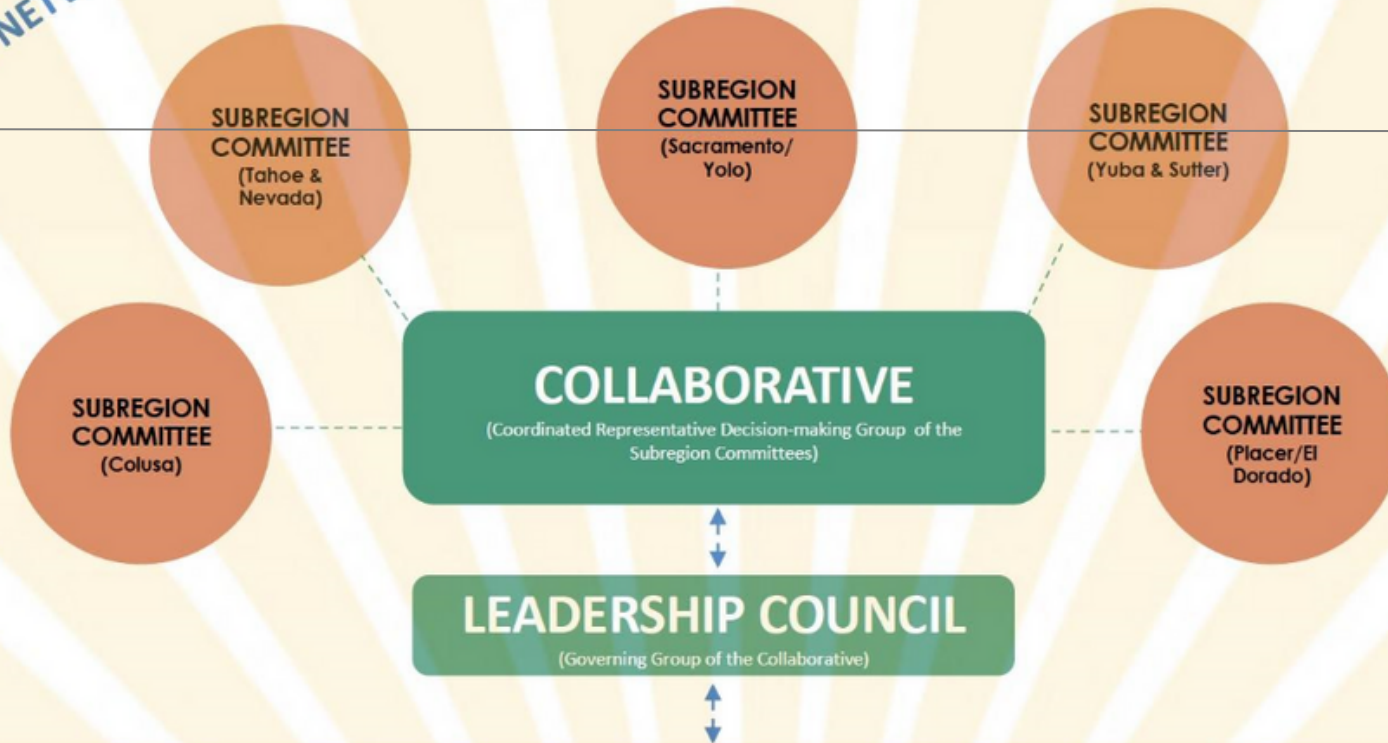 SUBREGION
COMMITTEE
(Tahoe &
Nevada)
SUBREGION
COMMITTEE
(Sacramento/
Yolo)
SUBREGION
COMMITTEE
(Yuba & Sutter)
SUBREGION
COMMITTEE
(Colusa)
COLLABORATIVE
(Coordinated Representative Decision-making Group of the
Subregion Committees)
SUBREGION
COMMITTEE
(Placer/El
Dorado)
LEADERSHIP COUNCIL
(Governing Group of the Collaborative)